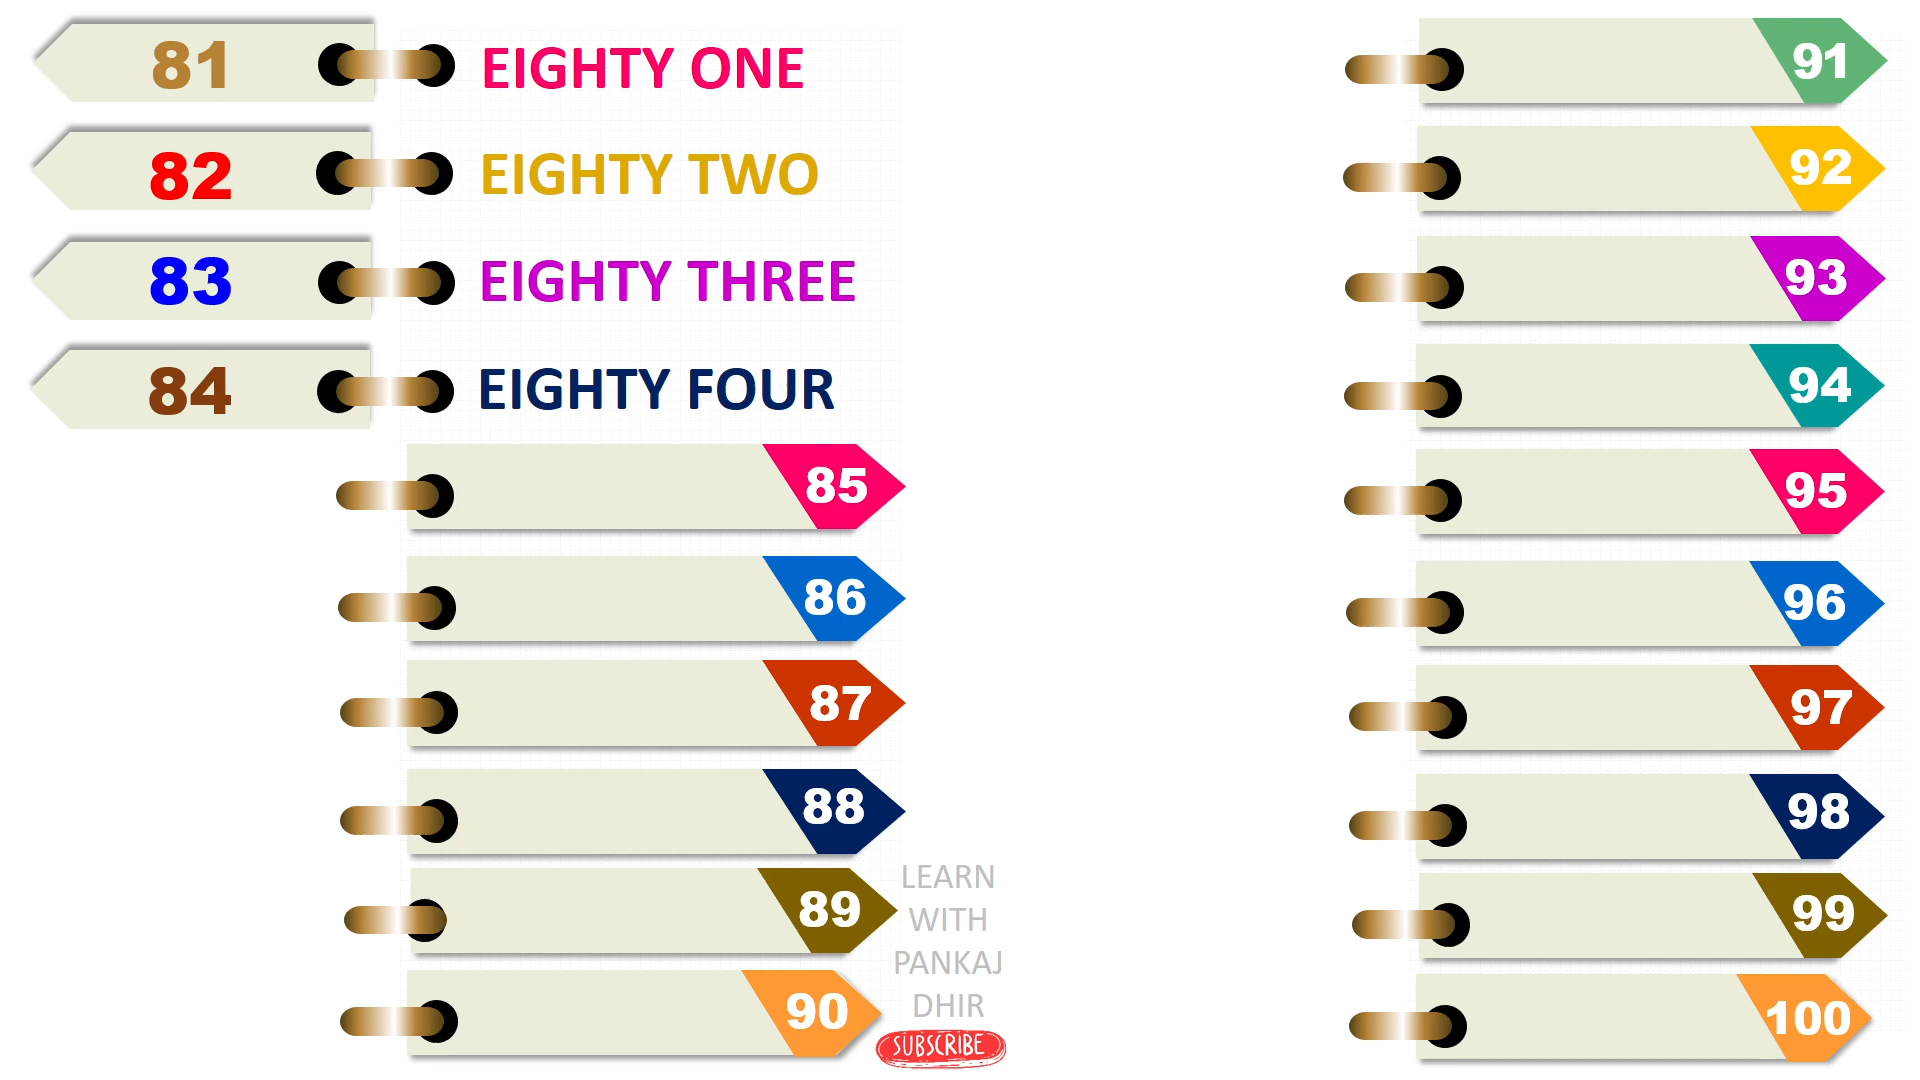 81 EIGHTY ONE
82 EIGHTY TWO
83 EIGHTY THREE
84 EIGHTY FOUR
85
86
87
88
89
90
LEARN
WITH
PANKAJ
DHIR
SUBSCRIBE
91
92
93
94
95
96
97
98
99
100